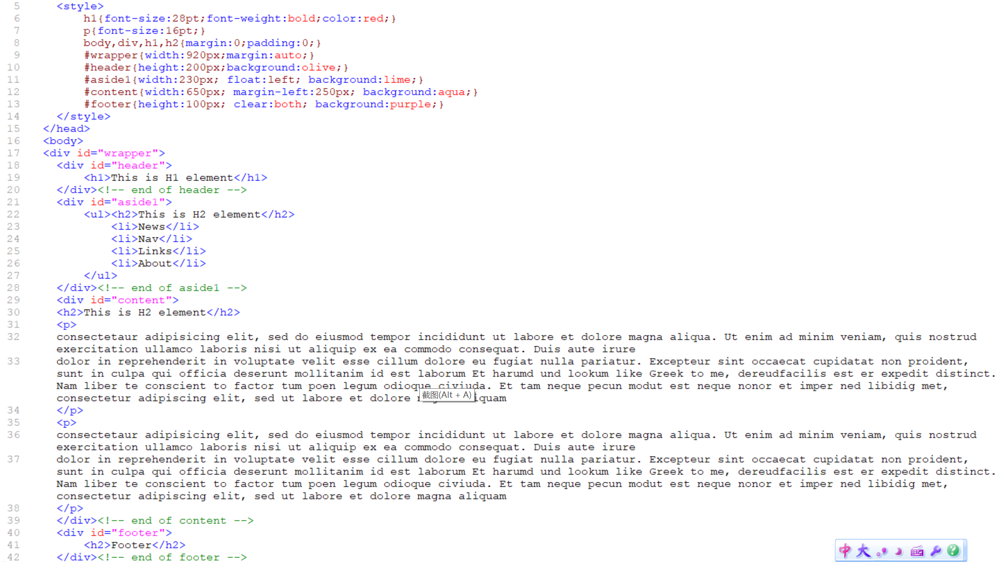 5 <style>
6 h1{font-size:28pt;font-weight:bold;color:red;}
7 p{font-size:16pt;}
8 body,div,h1,h2{margin:0;padding:0;}
9 #wrapper{width:920px;margin:auto;}
10 #header{height:200px;background:olive;}
11 #aside1{width:230px; float:left; background:lime;}
12 #content{width:650px; margin-left:250px; background:aqua;}
13 #footer{height:100px; clear:both; background:purple;}
14 </style>
15 </head>
16 <body>
17 <div id="wrapper">
18 <div id="header">
19 <h1>This is H1 element</h1>
20 </div><!-- end of header -->
21 <div id="aside1">
22 <ul><h2>This is H2 element</h2>
23 <li>News</li>
24 <li>Nav</li>
25 <li>Links</li>
26 <li>About</li>
27 </ul>
28 </div><!-- end of aside1 -->
29 <div id="content">
30 <h2>This is H2 element</h2>
31 <p>
32 consectetaur adipisicing elit, sed do eiusmod tempor incididunt ut labore et dolore magna aliqua. Ut enim ad minim veniam, quis nostrud
exercitation ullamco laboris nisi ut aliquip ex ea commodo consequat. Duis aute irure
33 dolor in reprehenderit in voluptate velit esse cillum dolore eu fugiat nulla pariatur. Excepteur sint occaecat cupidatat non proident,
sunt in culpa qui officia deserunt mollitanim id est laborum Et harumd und lookum like Greek to me, dereudfacilis est er expedit distinct.
Nam liber te conscient to factor tum poen legum odioque civiuda. Et tam neque pecun modut est neque nonor et imper ned libidig met,
截图(Alt + A)
consectetur adipiscing elit, sed ut labore et dolore iquam
34 </p>
35 <p>
36 consectetaur adipisicing elit, sed do eiusmod tempor incididunt ut labore et dolore magna aliqua. Ut enim ad minim veniam, quis nostrud
exercitation ullamco laboris nisi ut aliquip ex ea commodo consequat. Duis aute irure
37 dolor in reprehenderit in voluptate velit esse cillum dolore eu fugiat nulla pariatur. Excepteur sint occaecat cupidatat non proident,
sunt in culpa qui officia deserunt mollitanim id est laborum Et harumd und lookum like Greek to me, dereudfacilis est er expedit distinct.
Nam liber te conscient to factor tum poen legum odioque civiuda. Et tam neque pecun modut est neque nonor et imper ned libidig met,
consectetur adipiscing elit, sed ut labore et dolore magna aliquam
38 </p>
39 </div><!-- end of content -->
40 <div id="footer">
41 <h2>Footer</h2>
42 </div><!-- end of footer -->
中 大